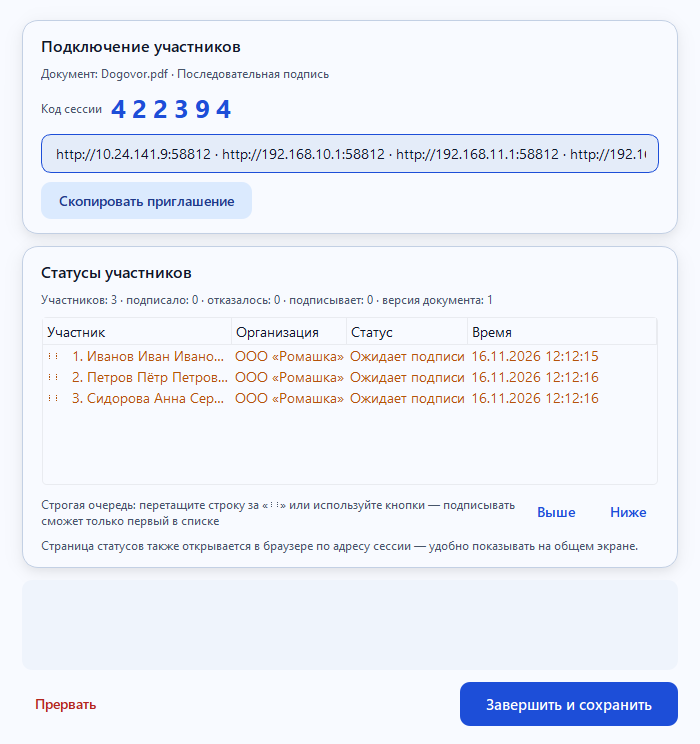 Подключение участников
Документ: Dogovor.pdf · Последовательная подпись
Код сессии 422394
http://10.24.141.9:58812 · http://192.168.10.1:58812 · http://192.168.11.1:58812 · http://192.1
Скопировать приглашение
Статусы участников
Участников: 3 · подписало: 0 · отказалось: 0 · подписывает: 0 · версия документа: 1
Участник Организация Статус Время
⁝⁝ 1. Иванов Иван Ивано... ООО «Ромашка» Ожидает подписи 16.11.2026 12:12:15
⁝⁝ 2. Петров Пётр Петров... ООО «Ромашка» Ожидает подписи 16.11.2026 12:12:16
⁝⁝ 3. Сидорова Анна Сер... ООО «Ромашка» Ожидает подписи 16.11.2026 12:12:16
Строгая очередь: перетащите строку за «⁝⁝» или используйте кнопки — подписывать
сможет только первый в списке
Выше Ниже
Страница статусов также открывается в браузере по адресу сессии — удобно показывать на общем экране.
Прервать Завершить и сохранить